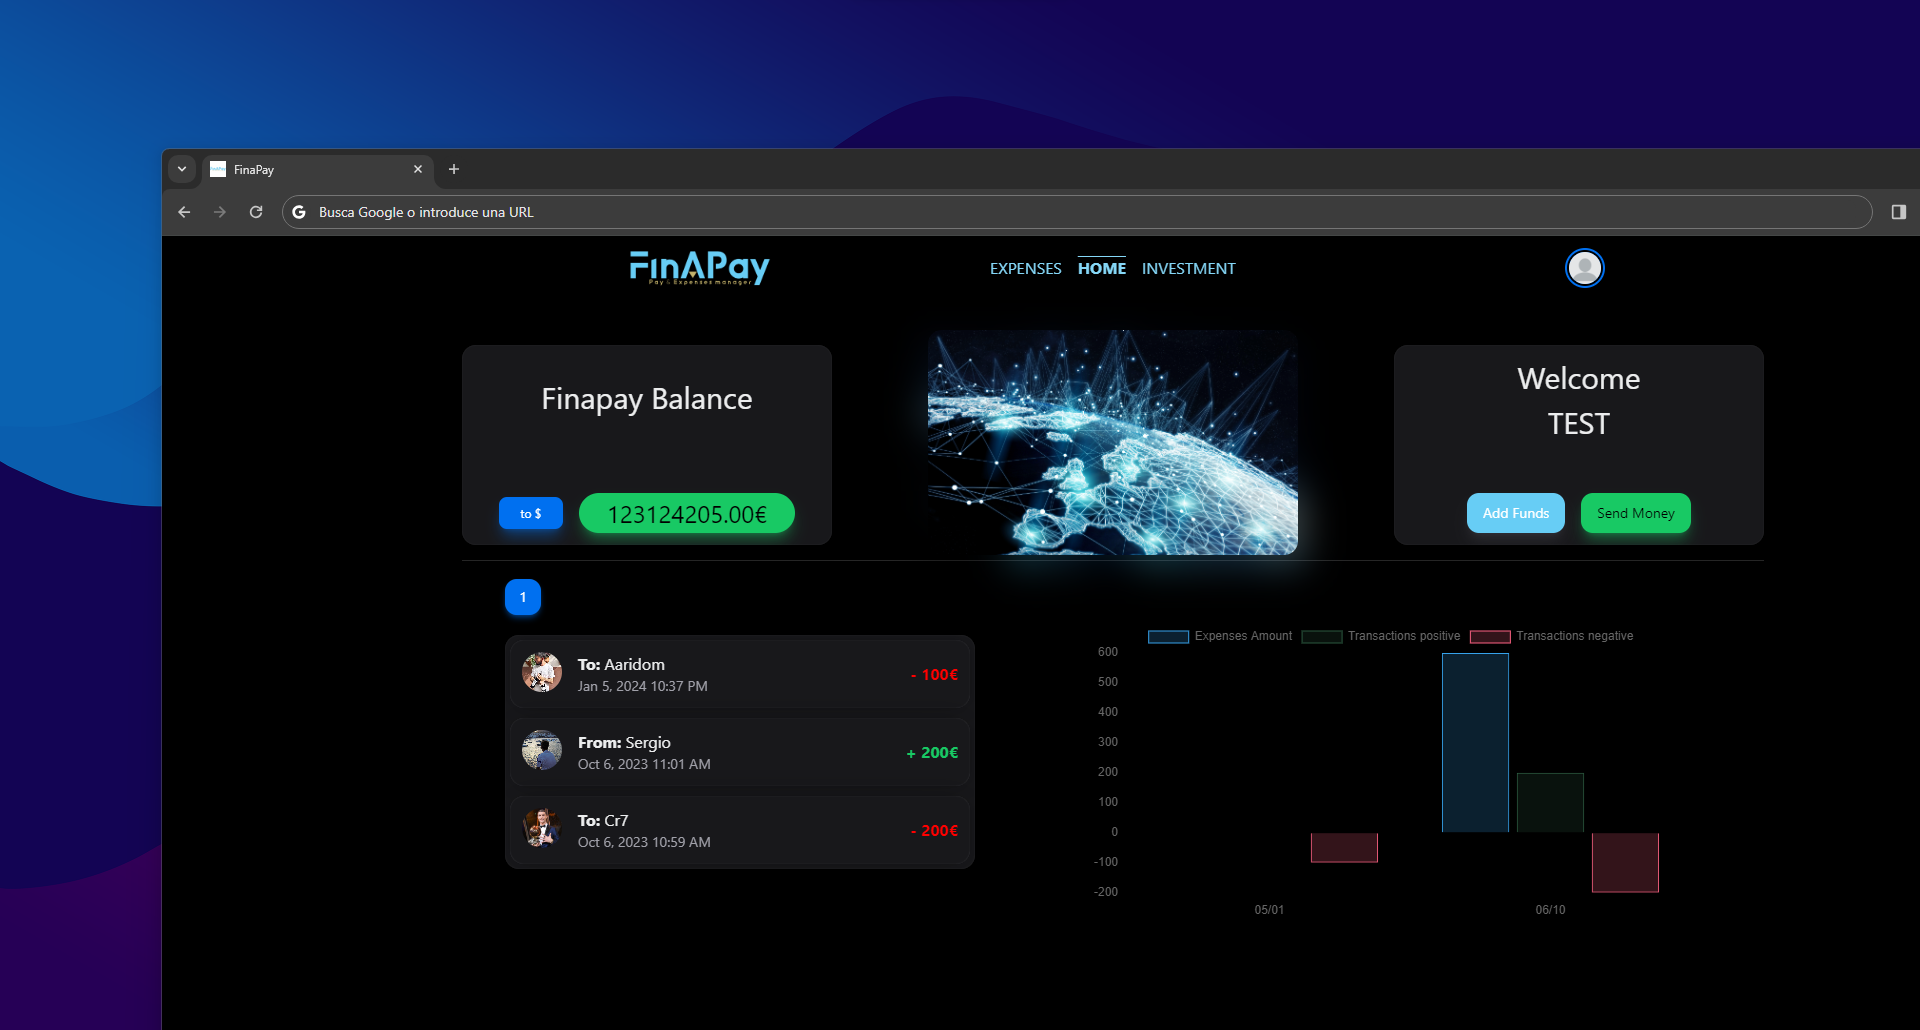 FinaPay
Busca Google o introduce una URL
FinAPay
Pay & Expenses manager
EXPENSES HOME INVESTMENT
Finapay Balance
to $ 123124205.00€
Welcome
TEST
Add Funds Send Money
1
To: Aaridom
Jan 5, 2024 10:37 PM
- 100€
From: Sergio
Oct 6, 2023 11:01 AM
+ 200€
To: Cr7
Oct 6, 2023 10:59 AM
- 200€
Expenses Amount Transactions positive Transactions negative
600
500
400
300
200
100
0
-100
-200
05/01 06/10